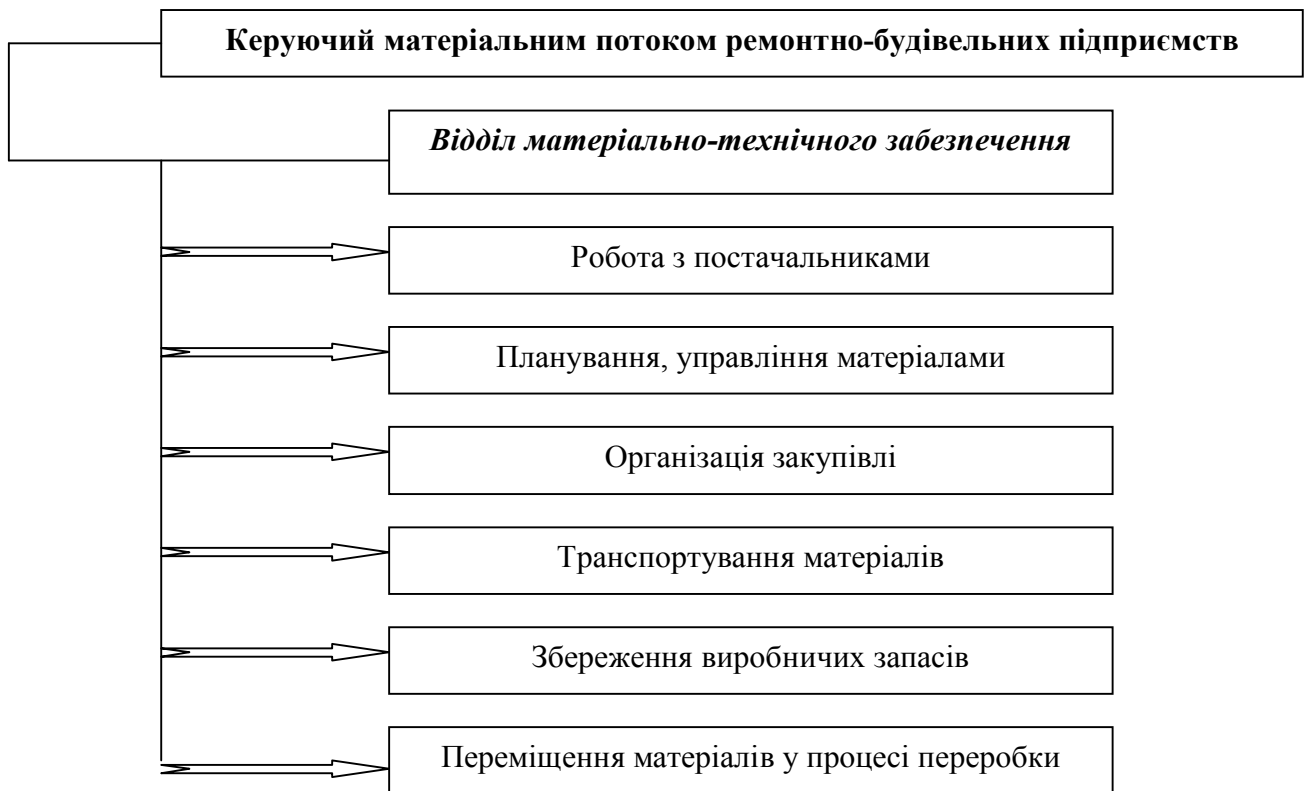 Керуючий матеріальним потоком ремонтно-будівельних підприємств
Відділ матеріально-технічного забезпечення
Робота з постачальниками
Планування, управління матеріалами
Організація закупівлі
Транспортування матеріалів
Збереження виробничих запасів
Переміщення матеріалів у процесі переробки